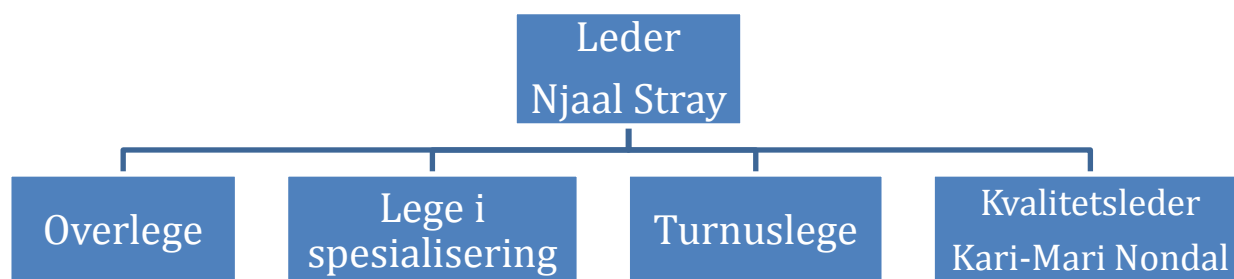 Leder
Njaal Stray
Overlege
Lege i
spesialisering
Turnuslege
Kvalitetsleder
Kari-Mari Nondal